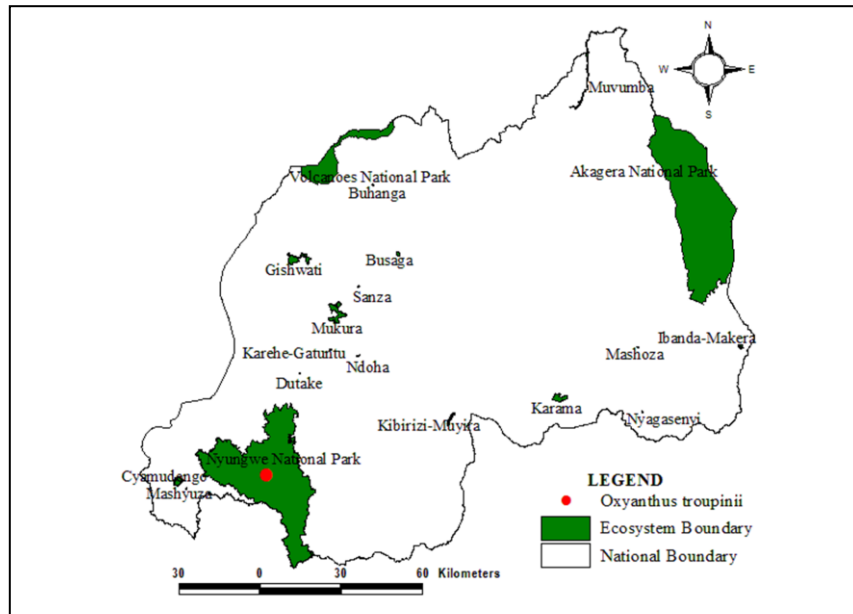 N
W E
S
Muvumba
Volcanoes National Park
Akagera National Park
Buhanga
Gishwati
Busaga
Sanza
Mukura
Ibanda-Makera
Karehe-Gaturitu
Mashoza
Ndoha
Dutake
Karama
Nyagasenyi
Kibirizi-Muyira
Nyungwe National Park
Cyamudongo
Mashyuza
LEGEND
Oxyanthus troupinii
Ecosystem Boundary
National Boundary
30 0 30 60 Kilometers